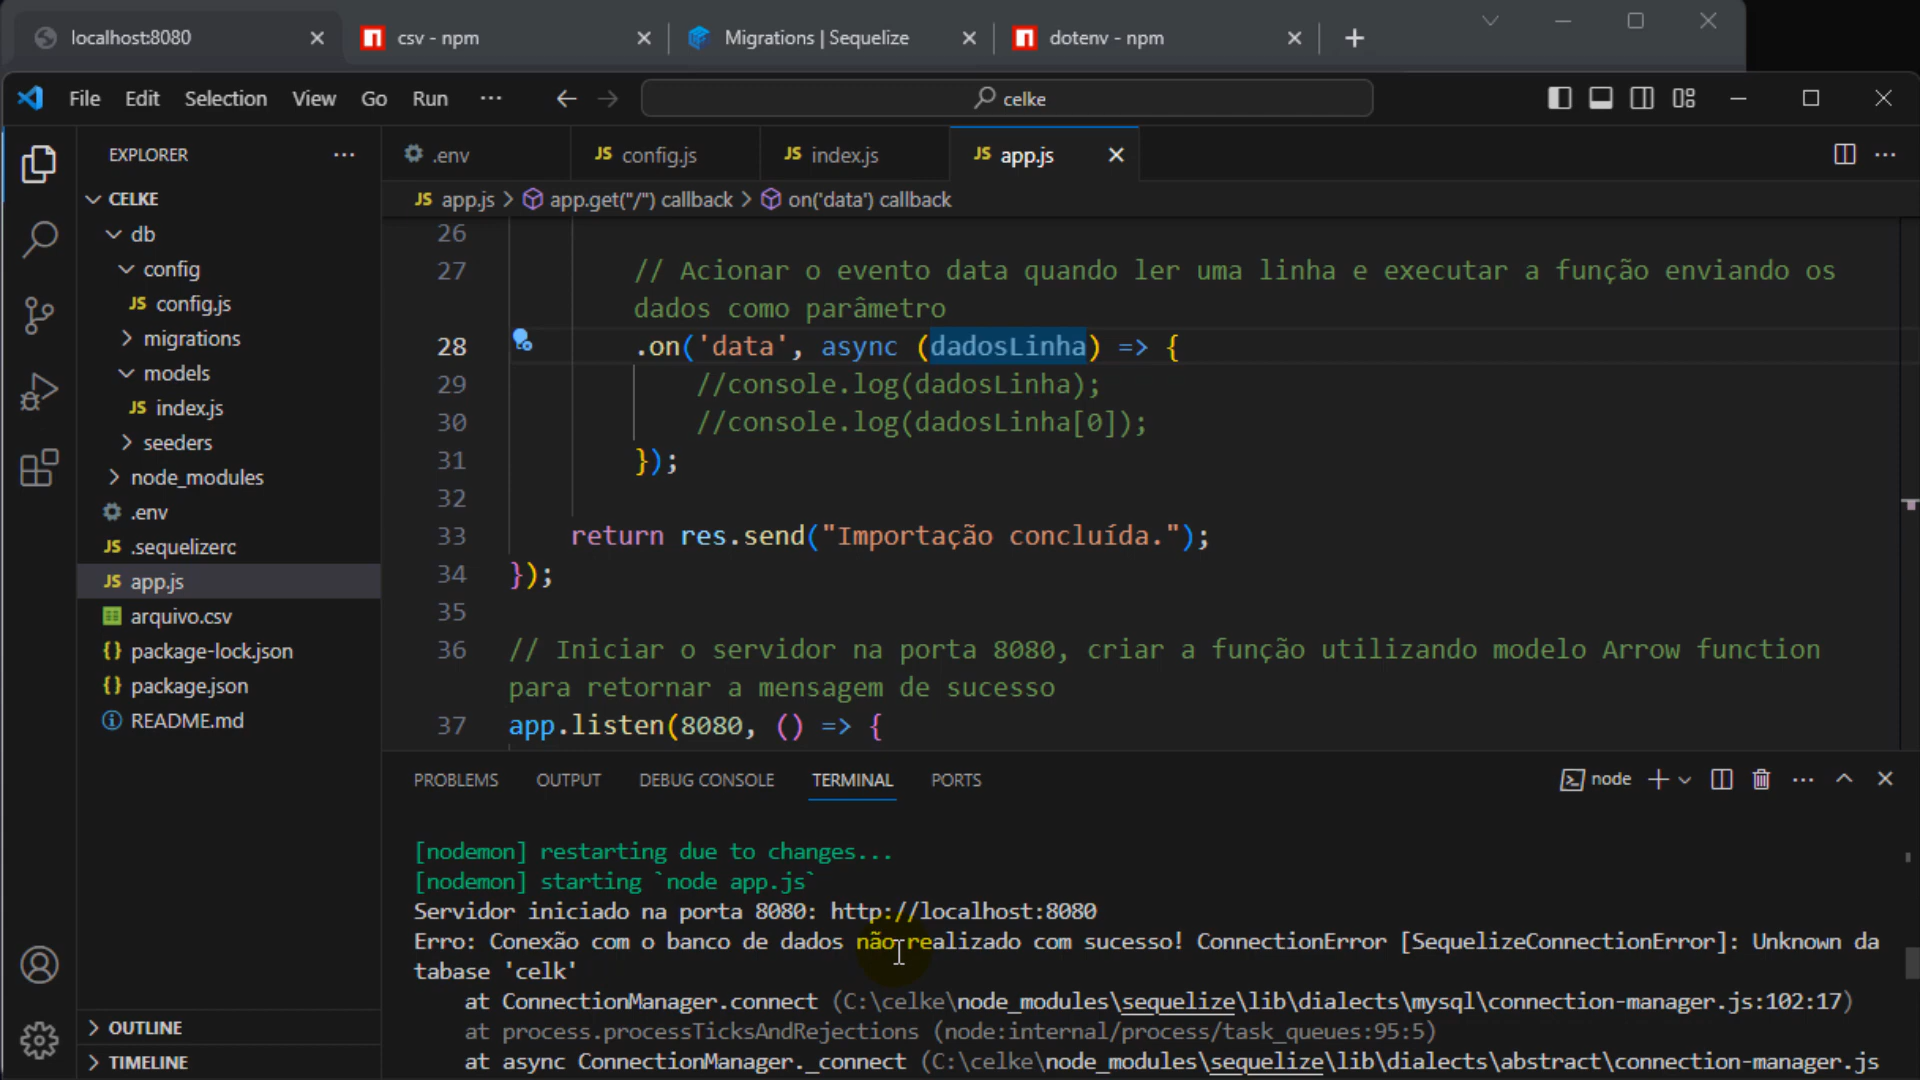 localhost:8080
csv - npm
Migrations | Sequelize
dotenv - npm
File Edit Selection View Go Run
celke
EXPLORER
.env
JS config.js
JS index.js
JS app.js
JS app.js > app.get("/") callback > on('data') callback
CELKE
db
config
JS config.js
migrations
models
JS index.js
seeders
node_modules
.env
JS .sequelizerc
JS app.js
arquivo.csv
{} package-lock.json
{} package.json
README.md
OUTLINE
TIMELINE
26
27 // Acionar o evento data quando ler uma linha e executar a função enviando os
dados como parâmetro
28 .on('data', async (dadosLinha) => {
29 //console.log(dadosLinha);
30 //console.log(dadosLinha[0]);
31 });
32
33 return res.send("Importação concluída.");
34 });
35
36 // Iniciar o servidor na porta 8080, criar a função utilizando modelo Arrow function
para retornar a mensagem de sucesso
37 app.listen(8080, () => {
PROBLEMS OUTPUT DEBUG CONSOLE TERMINAL PORTS
node
[nodemon] restarting due to changes...
[nodemon] starting `node app.js`
Servidor iniciado na porta 8080: http://localhost:8080
Erro: Conexão com o banco de dados não realizado com sucesso! ConnectionError [SequelizeConnectionError]: Unknown da
tabase 'celk'
at ConnectionManager.connect (C:\celke\node_modules\sequelize\lib\dialects\mysql\connection-manager.js:102:17)
at process.processTicksAndRejections (node:internal/process/task_queues:95:5)
at async ConnectionManager._connect (C:\celke\node_modules\sequelize\lib\dialects\abstract\connection-manager.js